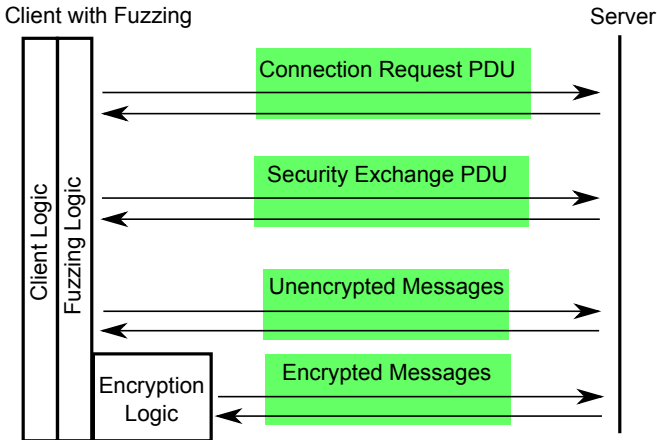 Client with Fuzzing
Server
Connection Request PDU
Security Exchange PDU
Client Logic
Fuzzing Logic
Unencrypted Messages
Encrypted Messages
Encryption
Logic